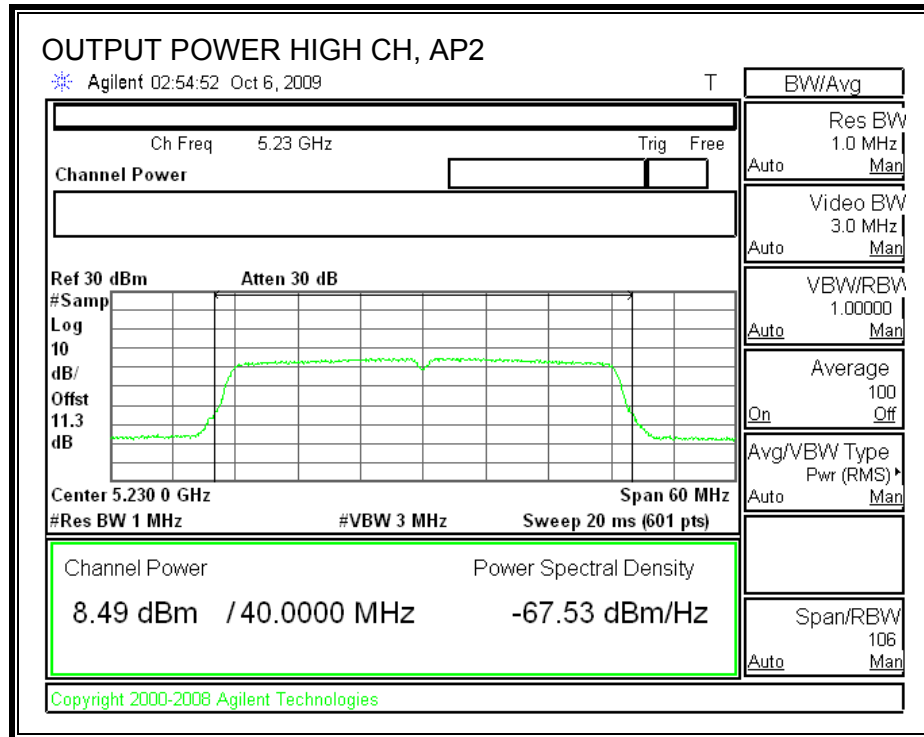 OUTPUT POWER HIGH CH, AP2
Agilent 02:54:52 Oct 6, 2009 T
Ch Freq 5.23 GHz Trig Free
Channel Power
Ref 30 dBm Atten 30 dB
#Samp
Log
10
dB/
Offst
11.3
dB
Center 5.230 0 GHz Span 60 MHz
#Res BW 1 MHz #VBW 3 MHz Sweep 20 ms (601 pts)
Channel Power Power Spectral Density
8.49 dBm / 40.0000 MHz -67.53 dBm/Hz
Copyright 2000-2008 Agilent Technologies
BW/Avg
Res BW
1.0 MHz
Auto Man
Video BW
3.0 MHz
Auto Man
VBW/RBW
1.00000
Auto Man
Average
100
On Off
Avg/VBW Type
Pwr (RMS)
Auto Man
Span/RBW
106
Auto Man